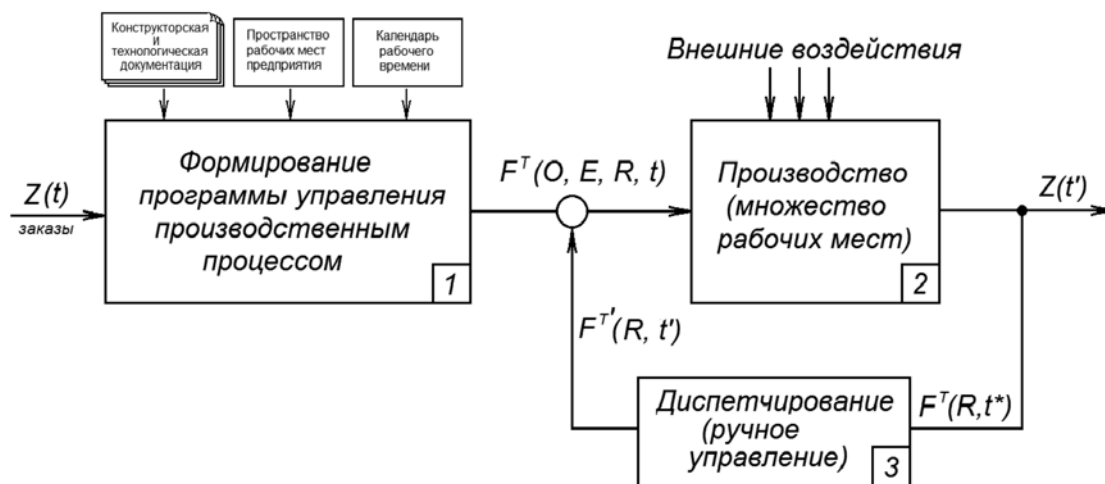 Конструкторская
и
технологическая
документация
Пространство
рабочих мест
предприятия
Календарь
рабочего
времени
Внешние воздействия
Z(t)
заказы
Формирование
программы управления
производственным
процессом
1
F^T(O, E, R, t)
Производство
(множество
рабочих мест)
2
Z(t')
F^T'(R, t')
Диспетчирование
(ручное
управление)
3
F^T(R,t*)